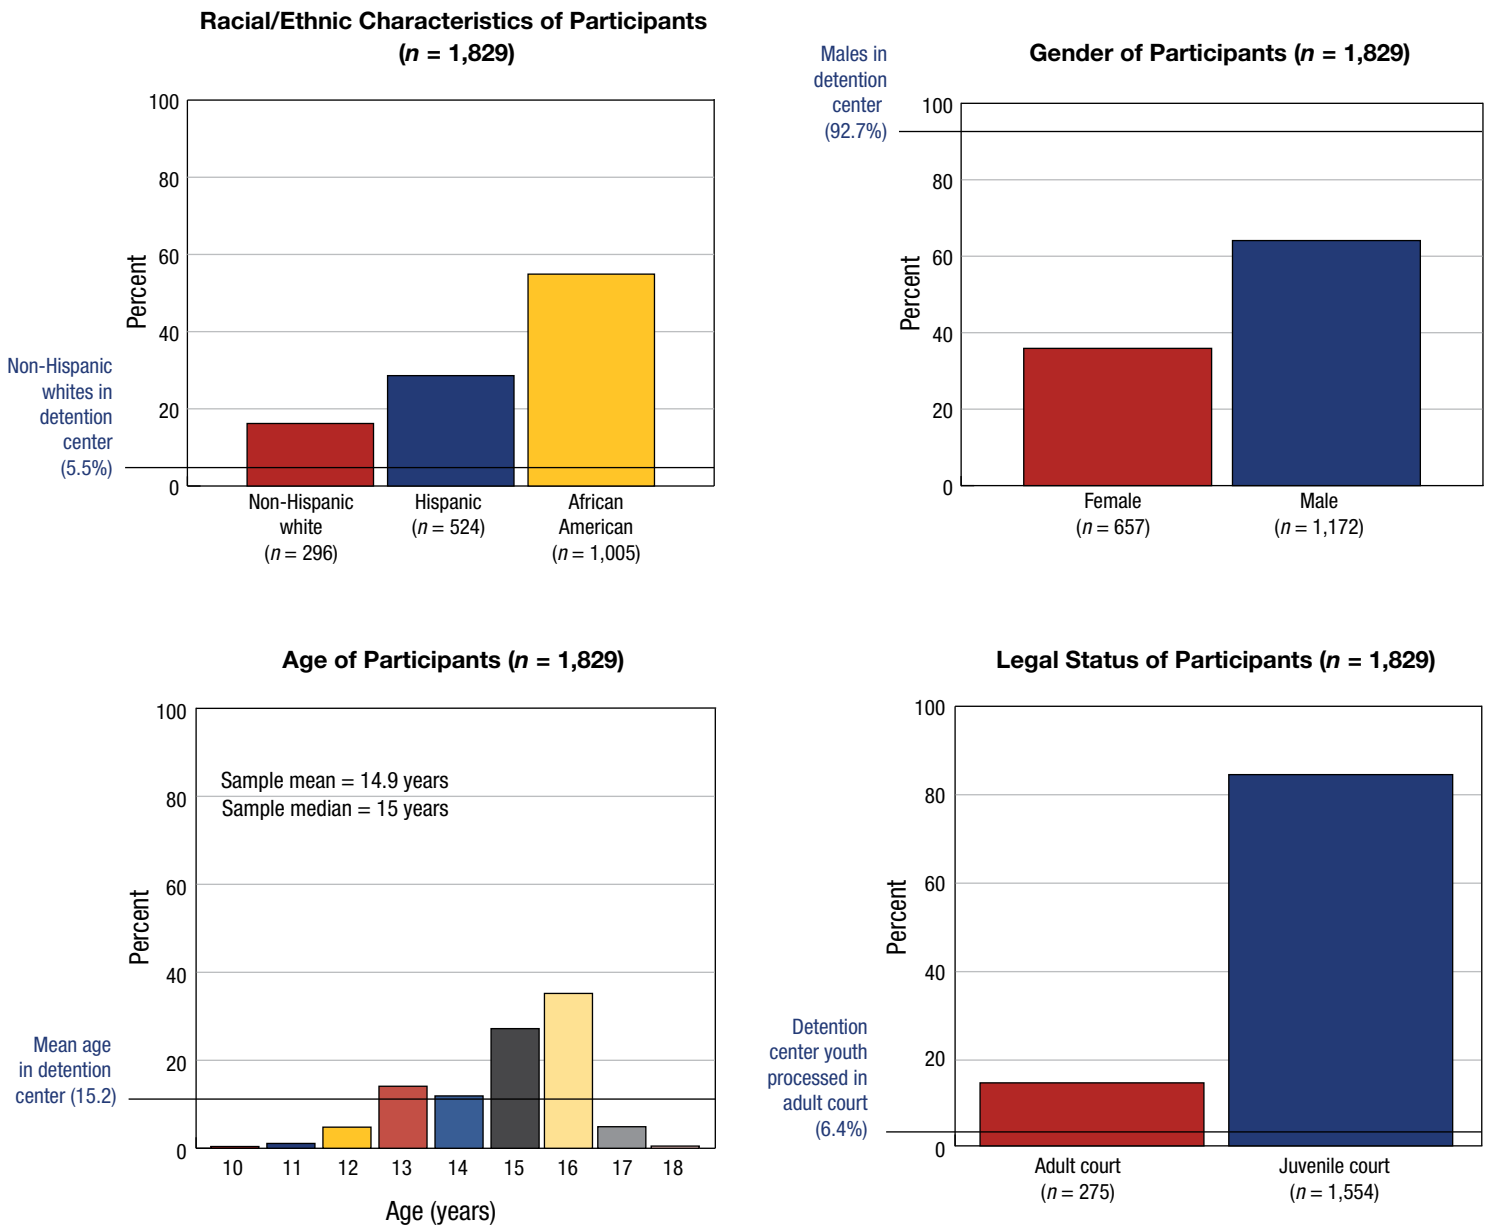 Racial/Ethnic Characteristics of Participants
(n = 1,829)
100
80
60
40
20
0
Percent
Non-Hispanic
whites in
detention
center
(5.5%)
Non-Hispanic
white
(n = 296)
Hispanic
(n = 524)
African
American
(n = 1,005)
Gender of Participants (n = 1,829)
Males in
detention
center
(92.7%)
100
80
60
40
20
0
Percent
Female
(n = 657)
Male
(n = 1,172)
Age of Participants (n = 1,829)
100
80
60
40
20
0
Percent
Sample mean = 14.9 years
Sample median = 15 years
Mean age
in detention
center (15.2)
10 11 12 13 14 15 16 17 18
Age (years)
Legal Status of Participants (n = 1,829)
100
80
60
40
20
0
Percent
Detention
center youth
processed in
adult court
(6.4%)
Adult court
(n = 275)
Juvenile court
(n = 1,554)